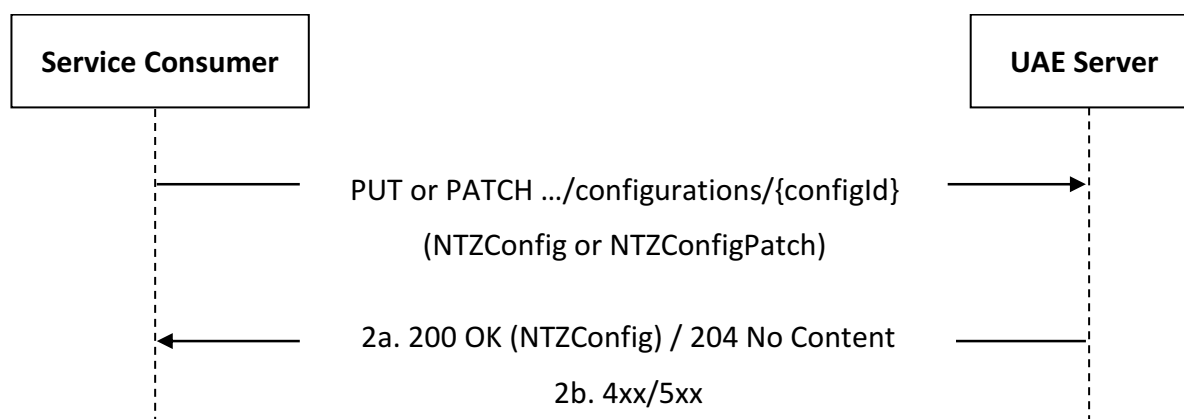 Service Consumer
UAE Server
PUT or PATCH …/configurations/{configId}
(NTZConfig or NTZConfigPatch)
2a. 200 OK (NTZConfig) / 204 No Content
2b. 4xx/5xx